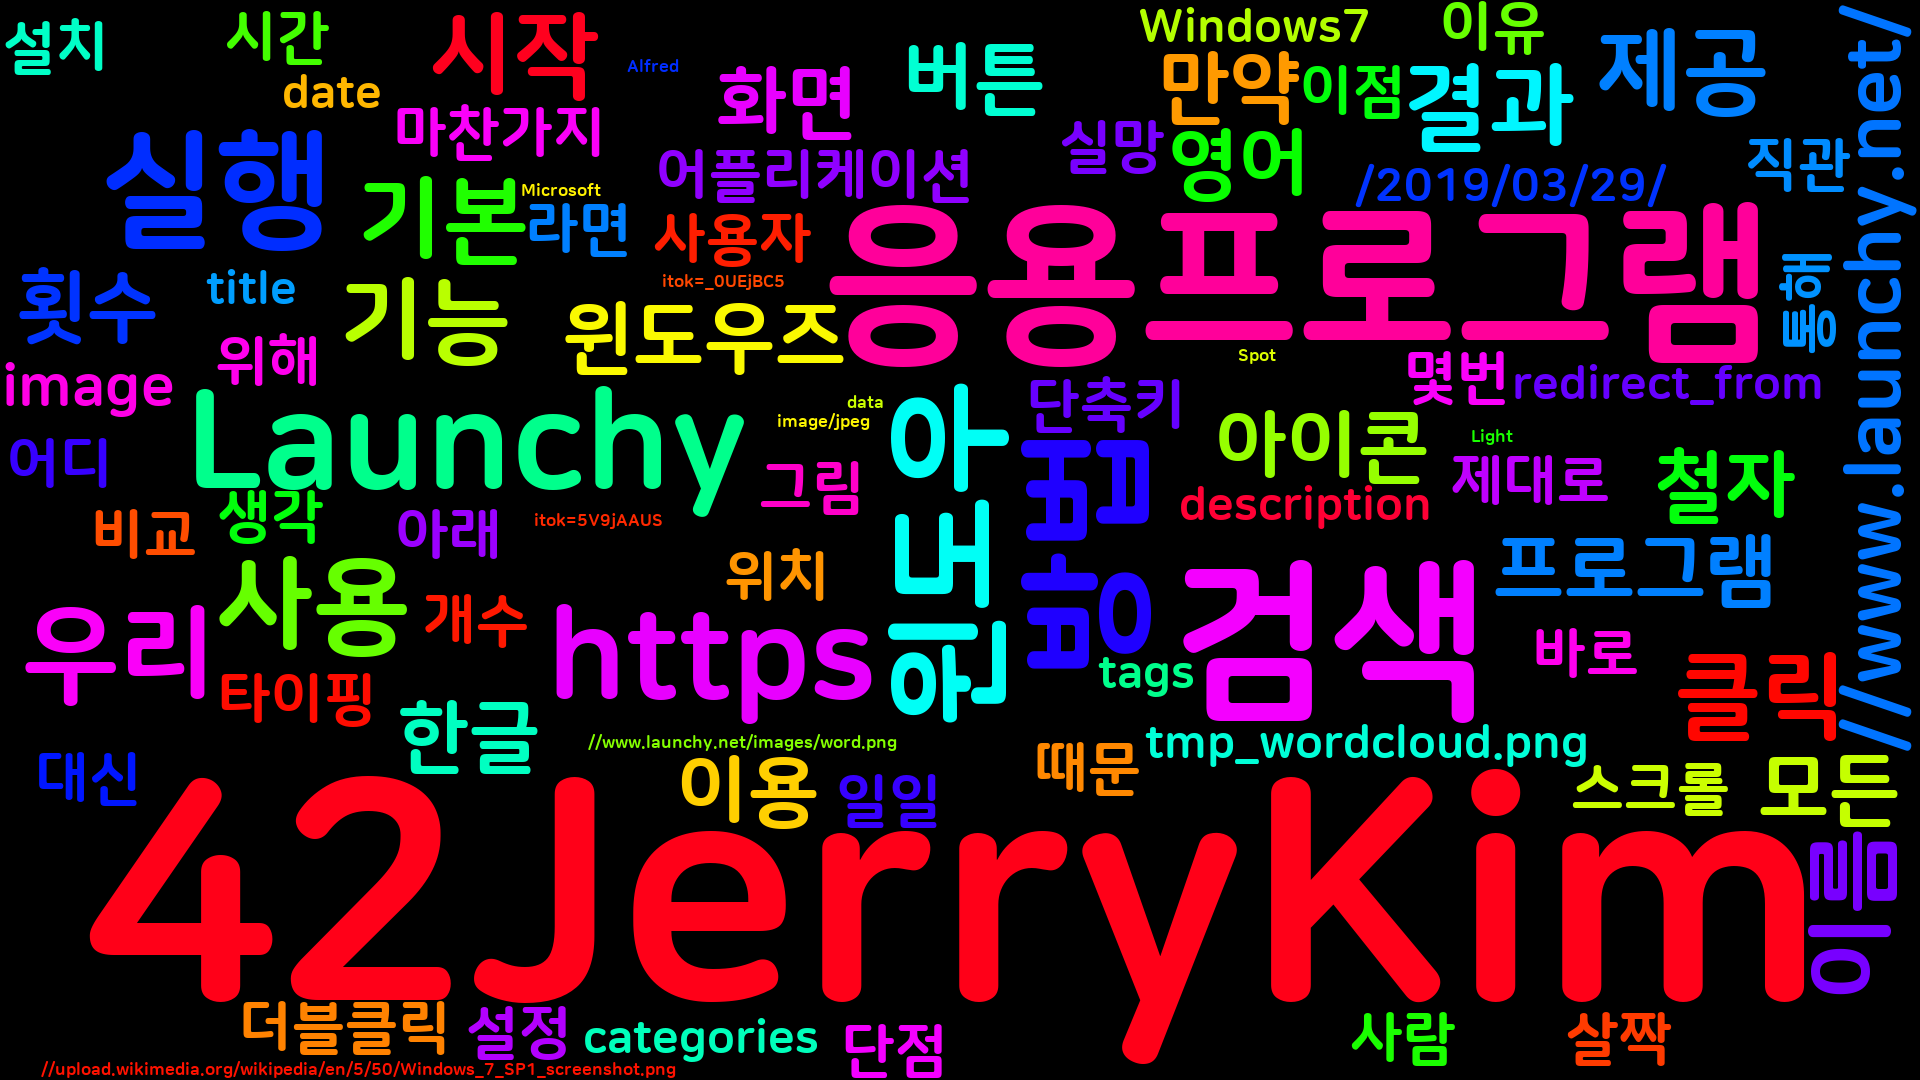 설치
시간
date
시작
Alfred
화면
버튼
Windows7
이유
만약
이점
결과
제공
//www.launchy.net/
마찬가지
실행
어플리케이션
실망
영어
/2019/03/29/
직관
기본
Microsoft
라면
사용자
응용프로그램
횟수
title
기능
itok=_0UEjBC5
윈도우즈
통해
위해
image
Spot
몇번
redirect_from
Launchy
data
image/jpeg
아버진
단축키
아이콘
Light
어디
그림
제대로
철자
description
생각
비교
아래
itok=5V9jAAUS
사용
위치
검색
프로그램
우리
개수
https
바로
타이핑
tags
클릭
한글
//www.launchy.net/images/word.png
때문
tmp_wordcloud.png
대신
이용
일일
스크롤
모든
42JerryKim
이름
더블클릭
설정
categories
단점
사람
살짝
//upload.wikimedia.org/wikipedia/en/5/50/Windows_7_SP1_screenshot.png